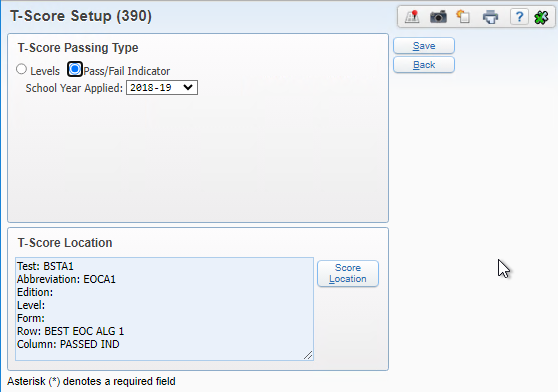 T-Score Setup (390)
?
T-Score Passing Type
Levels Pass/Fail Indicator
School Year Applied: 2018-19
Save
Back
T-Score Location
Test: BSTA1
Abbreviation: EOCA1
Edition:
Level:
Form:
Row: BEST EOC ALG 1
Column: PASSED IND
Score
Location
Asterisk (*) denotes a required field